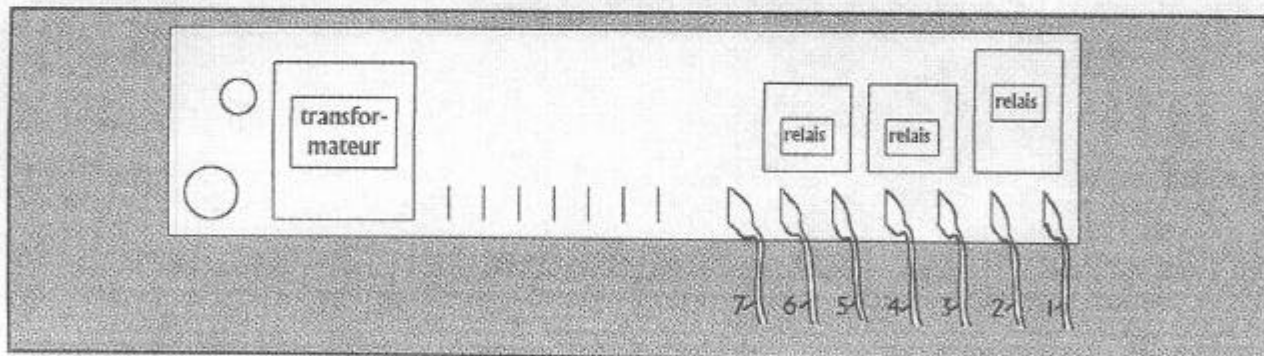 relais
transfor-
mateur
relais
relais
7 6 5 4 3 2 1